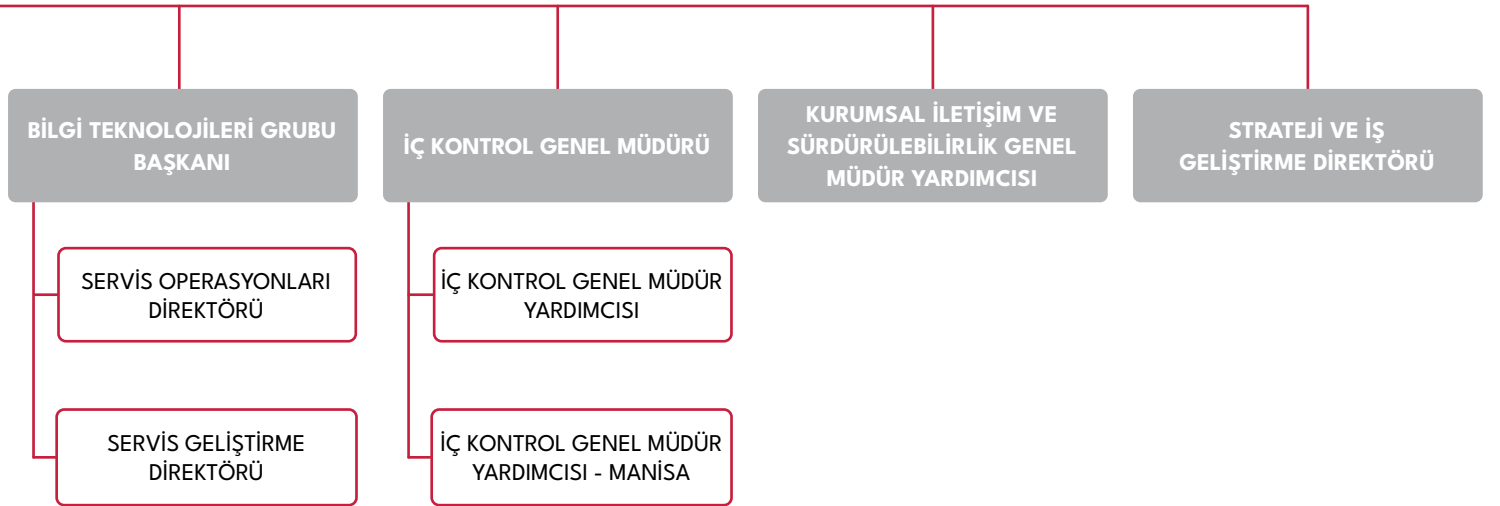 BİLGİ TEKNOLOJİLERİ GRUBU
BAŞKANI
İÇ KONTROL GENEL MÜDÜRÜ
KURUMSAL İLETİŞİM VE
SÜRDÜRÜLEBİLİRLİK GENEL
MÜDÜR YARDIMCISI
STRATEJİ VE İŞ
GELİŞTİRME DİREKTÖRÜ
SERVİS OPERASYONLARI
DİREKTÖRÜ
İÇ KONTROL GENEL MÜDÜR
YARDIMCISI
SERVİS GELİŞTİRME
DİREKTÖRÜ
İÇ KONTROL GENEL MÜDÜR
YARDIMCISI - MANİSA